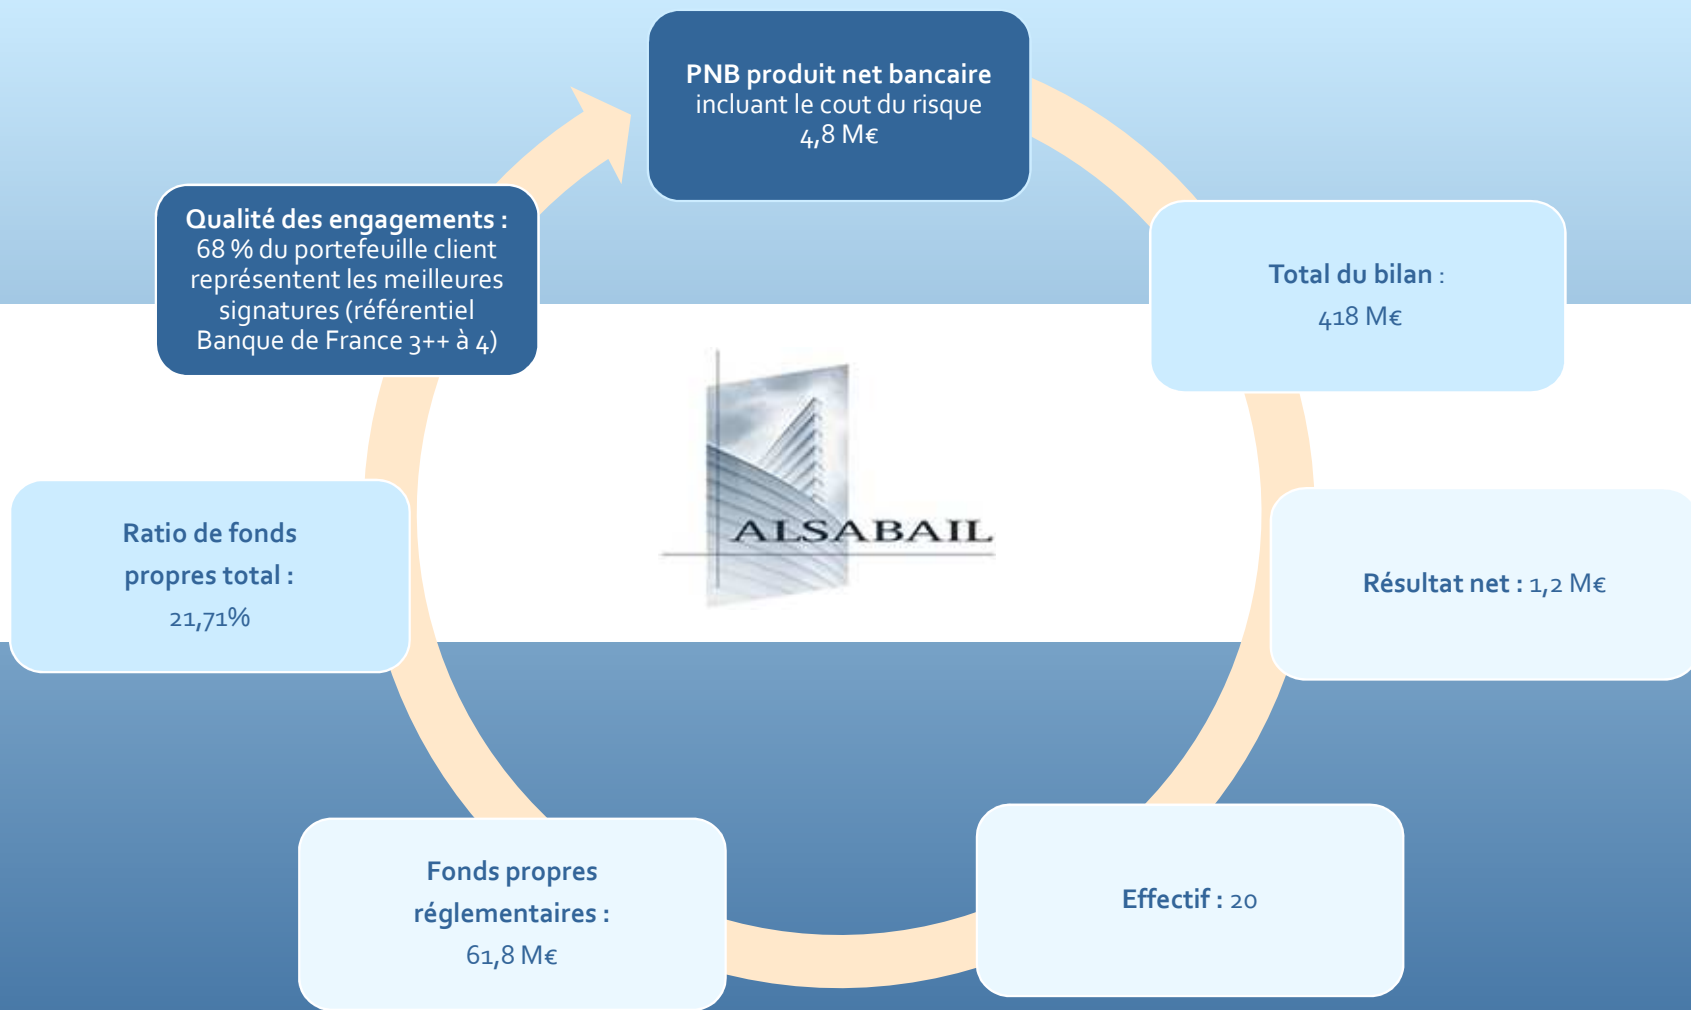 PNB produit net bancaire
incluant le cout du risque
4,8 M€
Total du bilan :
418 M€
Résultat net : 1,2 M€
Effectif : 20
Fonds propres
réglementaires :
61,8 M€
Ratio de fonds
propres total :
21,71%
Qualité des engagements :
68 % du portefeuille client
représentent les meilleures
signatures (référentiel
Banque de France 3++ à 4)
ALSABAIL